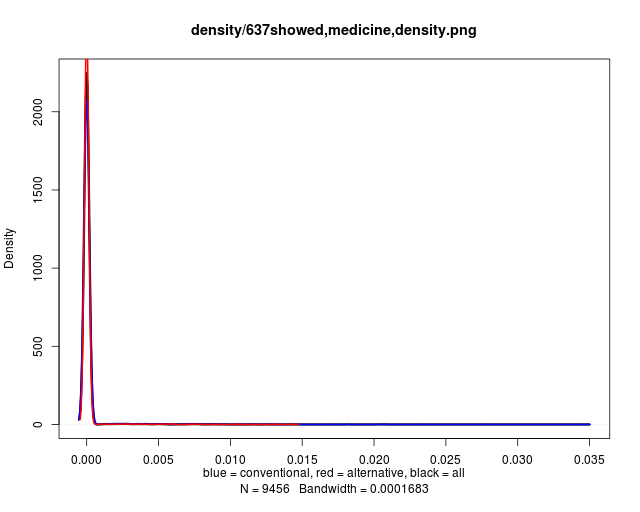 density/637showed,medicine,density.png
Density
2000
1500
1000
500
0
0.000 0.005 0.010 0.015 0.020 0.025 0.030 0.035
blue = conventional, red = alternative, black = all
N = 9456 Bandwidth = 0.0001683